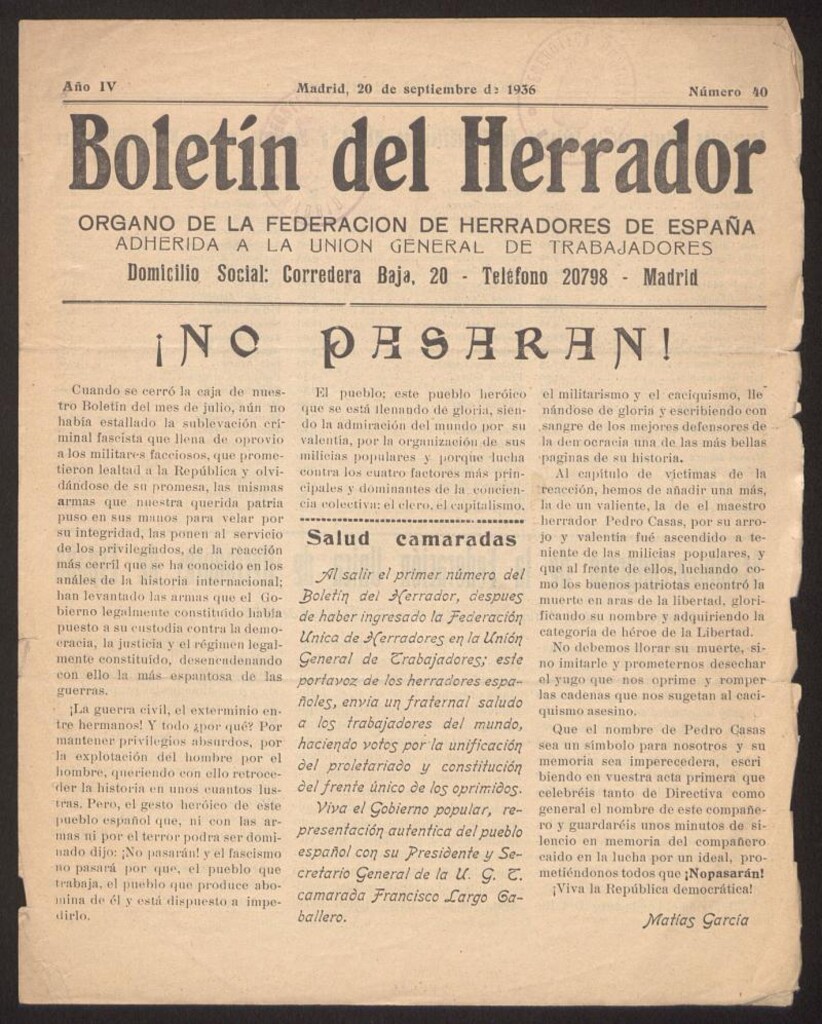 Año IV
Madrid, 20 de septiembre de 1936
Número 40
Boletín del Herrador
ORGANO DE LA FEDERACION DE HERRADORES DE ESPAÑA
ADHERIDA A LA UNION GENERAL DE TRABAJADORES
Domicilio Social: Corredera Baja, 20 - Teléfono 20798 - Madrid
¡NO PASARAN!
Cuando se cerró la caja de nues-
tro Boletín del mes de julio, aún no
había estallado la sublevación cri-
minal fascista que llena de oprovio
a los militares facciosos, que prome-
tieron lealtad a la República y olvi-
dándose de su promesa, las mismas
armas que nuestra querida patria
puso en sus manos para velar por
su integridad, las ponen al servicio
de los privilegiados, de la reacción
más cerril que se ha conocido en los
análes de la historia internacional;
han levantado las armas que el Go-
bierno legalmente constituído había
puesto a su custodia contra la demo-
cracia, la justicia y el régimen legal-
mente constituído, desencadenando
con ello la más espantosa de las
guerras.
¡La guerra civil, el exterminio en-
tre hermanos! Y todo ¿por qué? Por
mantener privilegios absurdos, por
la explotación del hombre por el
hombre, queriendo con ello retroce-
der la historia en unos cuantos lus-
tras. Pero, el gesto heróico de este
pueblo español que, ni con las ar-
mas ni por el terror podra ser domi-
nado dijo: ¡No pasarán! y el fascismo
no pasará por que, el pueblo que
trabaja, el pueblo que produce abo-
mina de él y está dispuesto a impe-
dirlo.
El pueblo; este pueblo heróico
que se está llenando de gloria, sien-
do la admiración del mundo por su
valentia, por la organización de sus
milicias populares y porque lucha
contra los cuatro factores más prin-
cipales y dominantes de la concien-
cia colectiva: el clero, el capitalismo,
Salud camaradas
Al salir el primer número del
Boletín del Herrador, despues
de haber ingresado la Federación
Unica de Herradores en la Unión
General de Trabajadores; este
portavoz de los herradores espa-
ñoles, envía un fraternal saludo
a los trabajadores del mundo,
haciendo votos por la unificación
del proletariado y constitución
del frente único de los oprimidos.
Viva el Gobierno popular, re-
presentación autentica del pueblo
español con su Presidente y Se-
cretario General de la U. G. T.
camarada Francisco Largo Ca-
ballero.
el militarismo y el caciquismo, lle
nándose de gloria y escribiendo con
sangre de los mejores defensores de
la democracia una de las más bellas
paginas de su historia.
Al capítulo de victimas de la
reacción, hemos de añadir una más,
la de un valiente, la de el maestro
herrador Pedro Casas, por su arro-
jo y valentia fué ascendido a te-
niente de las milicias populares, y
que al frente de ellos, luchando co-
mo los buenos patriotas encontró la
muerte en aras de la libertad, glori-
ficando su nombre y adquiriendo la
categoría de héroe de la Libertad.
No debemos llorar su muerte, si-
no imitarle y prometernos desechar
el yugo que nos oprime y romper
las cadenas que nos sugetan al caci-
quismo asesino.
Que el nombre de Pedro Casas
sea un símbolo para nosotros y su
memoria sea imperecedera, escri
biendo en vuestra acta primera que
celebréis tanto de Directiva como
general el nombre de este compañe-
ro y guardaréis unos minutos de si-
lencio en memoria del compañero
caido en la lucha por un ideal, pro-
metiéndonos todos que ¡Nopasarán!
¡Viva la República democrática!
Matías García